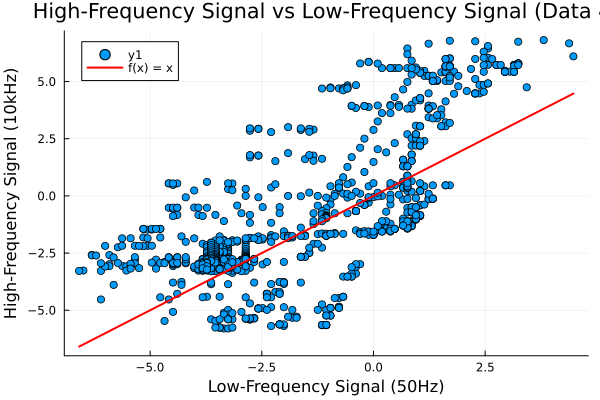 High-Frequency Signal vs Low-Frequency Signal (Data
y1
f(x) = x
High-Frequency Signal (10kHz)
5.0
2.5
0.0
−2.5
−5.0
−5.0 −2.5 0.0 2.5
Low-Frequency Signal (50Hz)